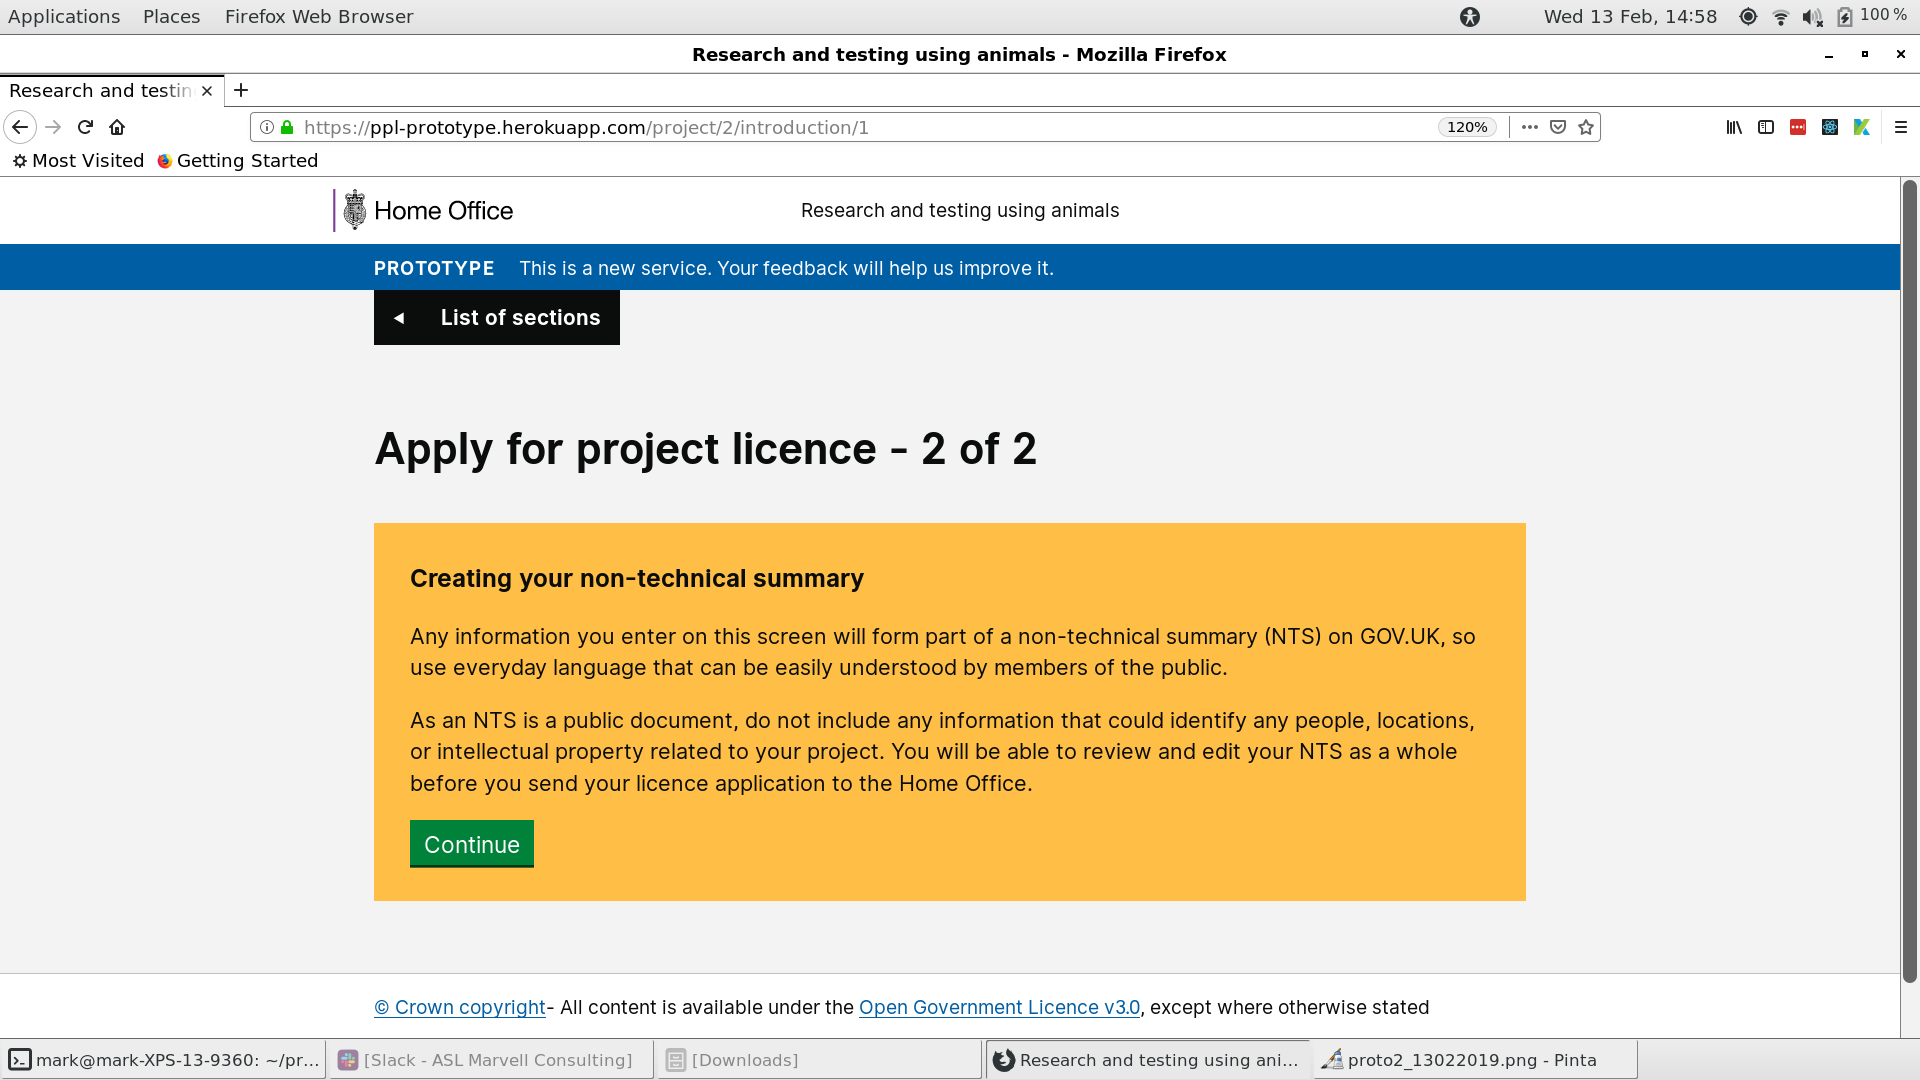 Applications Places Firefox Web Browser Wed 13 Feb, 14:58 100 %
Research and testing using animals - Mozilla Firefox
Research and testin
https://ppl-prototype.herokuapp.com/project/2/introduction/1 120%
Most Visited Getting Started
Home Office Research and testing using animals
PROTOTYPE This is a new service. Your feedback will help us improve it.
List of sections
Apply for project licence - 2 of 2
Creating your non-technical summary
Any information you enter on this screen will form part of a non-technical summary (NTS) on GOV.UK, so
use everyday language that can be easily understood by members of the public.
As an NTS is a public document, do not include any information that could identify any people, locations,
or intellectual property related to your project. You will be able to review and edit your NTS as a whole
before you send your licence application to the Home Office.
Continue
© Crown copyright- All content is available under the Open Government Licence v3.0, except where otherwise stated
mark@mark-XPS-13-9360: ~/pr... [Slack - ASL Marvell Consulting] [Downloads] Research and testing using ani... proto2_13022019.png - Pinta